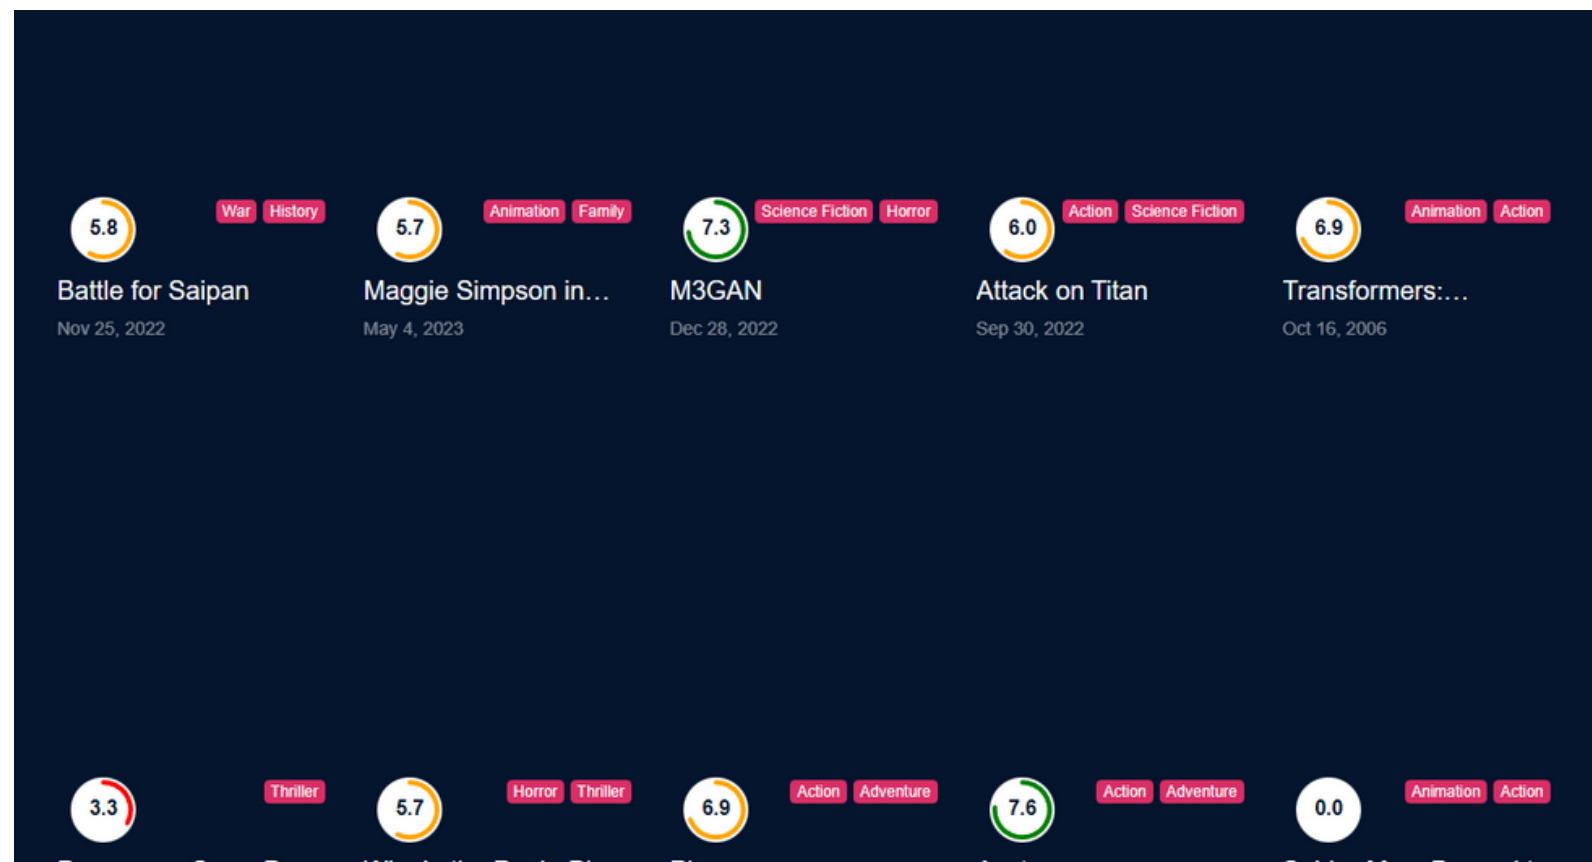 5.8 War History
5.7 Animation Family
7.3 Science Fiction Horror
6.0 Action Science Fiction
6.9 Animation Action
Battle for Saipan
Maggie Simpson in…
M3GAN
Attack on Titan
Transformers:…
Nov 25, 2022
May 4, 2023
Dec 28, 2022
Sep 30, 2022
Oct 16, 2006
3.3 Thriller
5.7 Horror Thriller
6.9 Action Adventure
7.6 Action Adventure
0.0 Animation Action